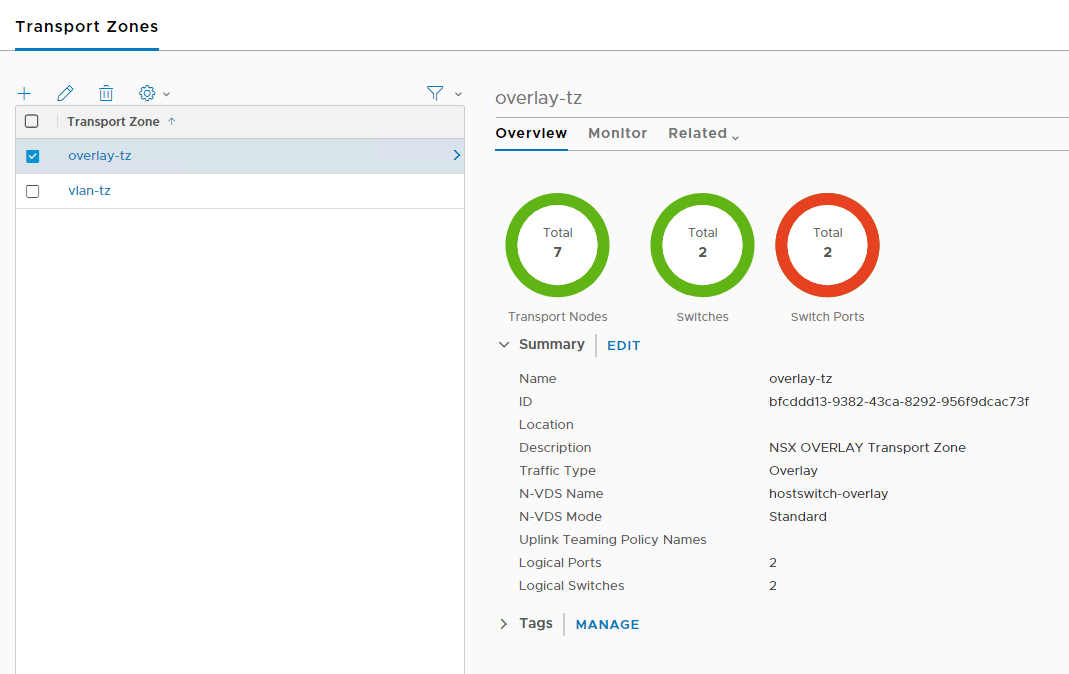 Transport Zones
Transport Zone
overlay-tz
vlan-tz
overlay-tz
Overview Monitor Related
Total Total Total
7 2 2
Transport Nodes Switches Switch Ports
Summary EDIT
Name overlay-tz
ID bfcddd13-9382-43ca-8292-956f9dcac73f
Location
Description NSX OVERLAY Transport Zone
Traffic Type Overlay
N-VDS Name hostswitch-overlay
N-VDS Mode Standard
Uplink Teaming Policy Names
Logical Ports 2
Logical Switches 2
Tags MANAGE